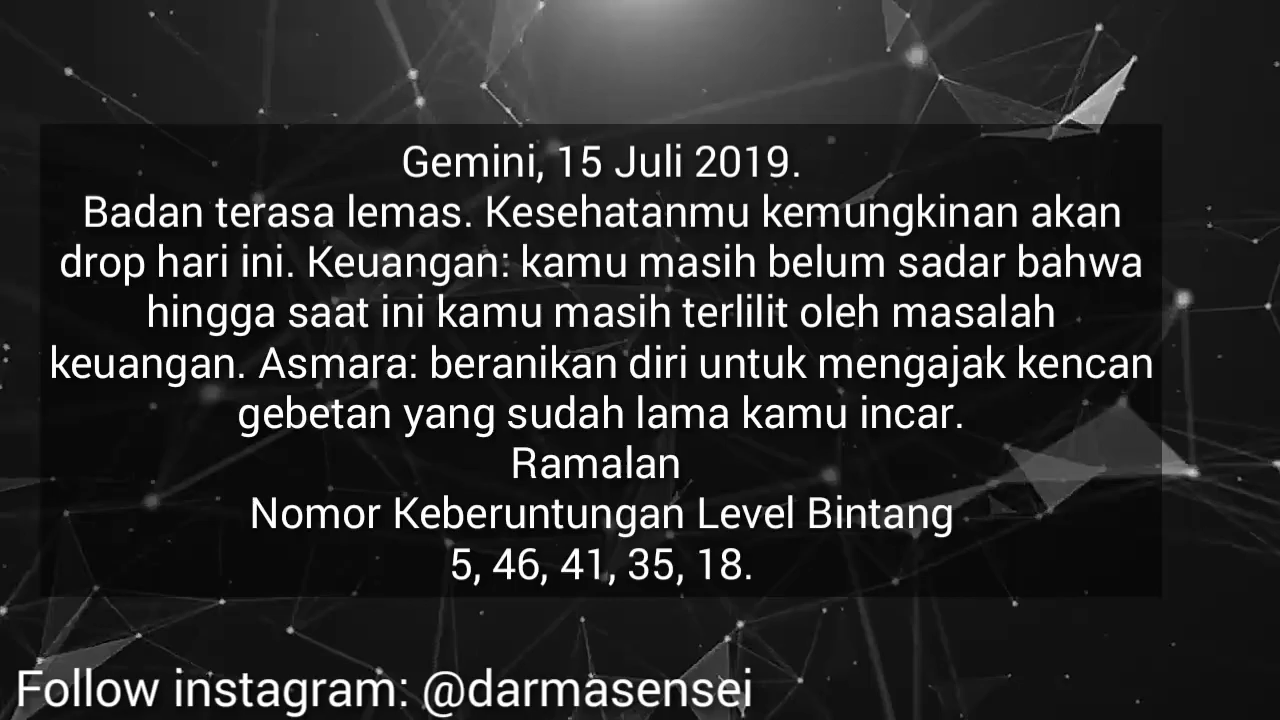 Gemini, 15 Juli 2019.
Badan terasa lemas. Kesehatanmu kemungkinan akan
drop hari ini. Keuangan: kamu masih belum sadar bahwa
hingga saat ini kamu masih terlilit oleh masalah
keuangan. Asmara: beranikan diri untuk mengajak kencan
gebetan yang sudah lama kamu incar.
Ramalan
Nomor Keberuntungan Level Bintang
5, 46, 41, 35, 18.
Follow instagram: @darmasensei